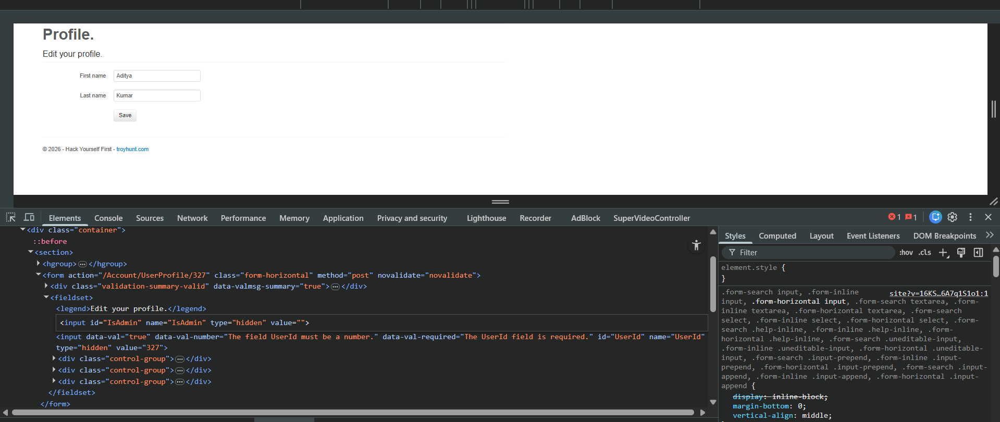 Profile.
Edit your profile.
First name Aditya
Last name Kumar
Save
© 2026 - Hack Yourself First - troyhunt.com
Elements Console Sources Network Performance Memory Application Privacy and security Lighthouse Recorder AdBlock SuperVideoController 1 1
<div class="container">
::before
<section>
<hgroup>…</hgroup>
<form action="/Account/UserProfile/327" class="form-horizontal" method="post" novalidate="novalidate">
<div class="validation-summary-valid" data-valmsg-summary="true">…</div>
<fieldset>
<legend>Edit your profile.</legend>
<input id="IsAdmin" name="IsAdmin" type="hidden" value="">
<input data-val="true" data-val-number="The field UserId must be a number." data-val-required="The UserId field is required." id="UserId" name="UserId"
type="hidden" value="327">
<div class="control-group">…</div>
<div class="control-group">…</div>
<div class="control-group">…</div>
</fieldset>
</form>
Styles Computed Layout Event Listeners DOM Breakpoints
Filter :hov .cls
element.style {
}
.form-search input, .form-inline site?v=16KS…6A7q1S1o1:1
input, .form-horizontal input, .form-search textarea, .form-
inline textarea, .form-horizontal textarea, .form-search
select, .form-inline select, .form-horizontal select, .form-
search .help-inline, .form-inline .help-inline, .form-
horizontal .help-inline, .form-search .uneditable-input,
.form-inline .uneditable-input, .form-horizontal .uneditable-
input, .form-search .input-prepend, .form-inline .input-
prepend, .form-horizontal .input-prepend, .form-search .input-
append, .form-inline .input-append, .form-horizontal .input-
append {
display: inline-block;
margin-bottom: 0;
vertical-align: middle;